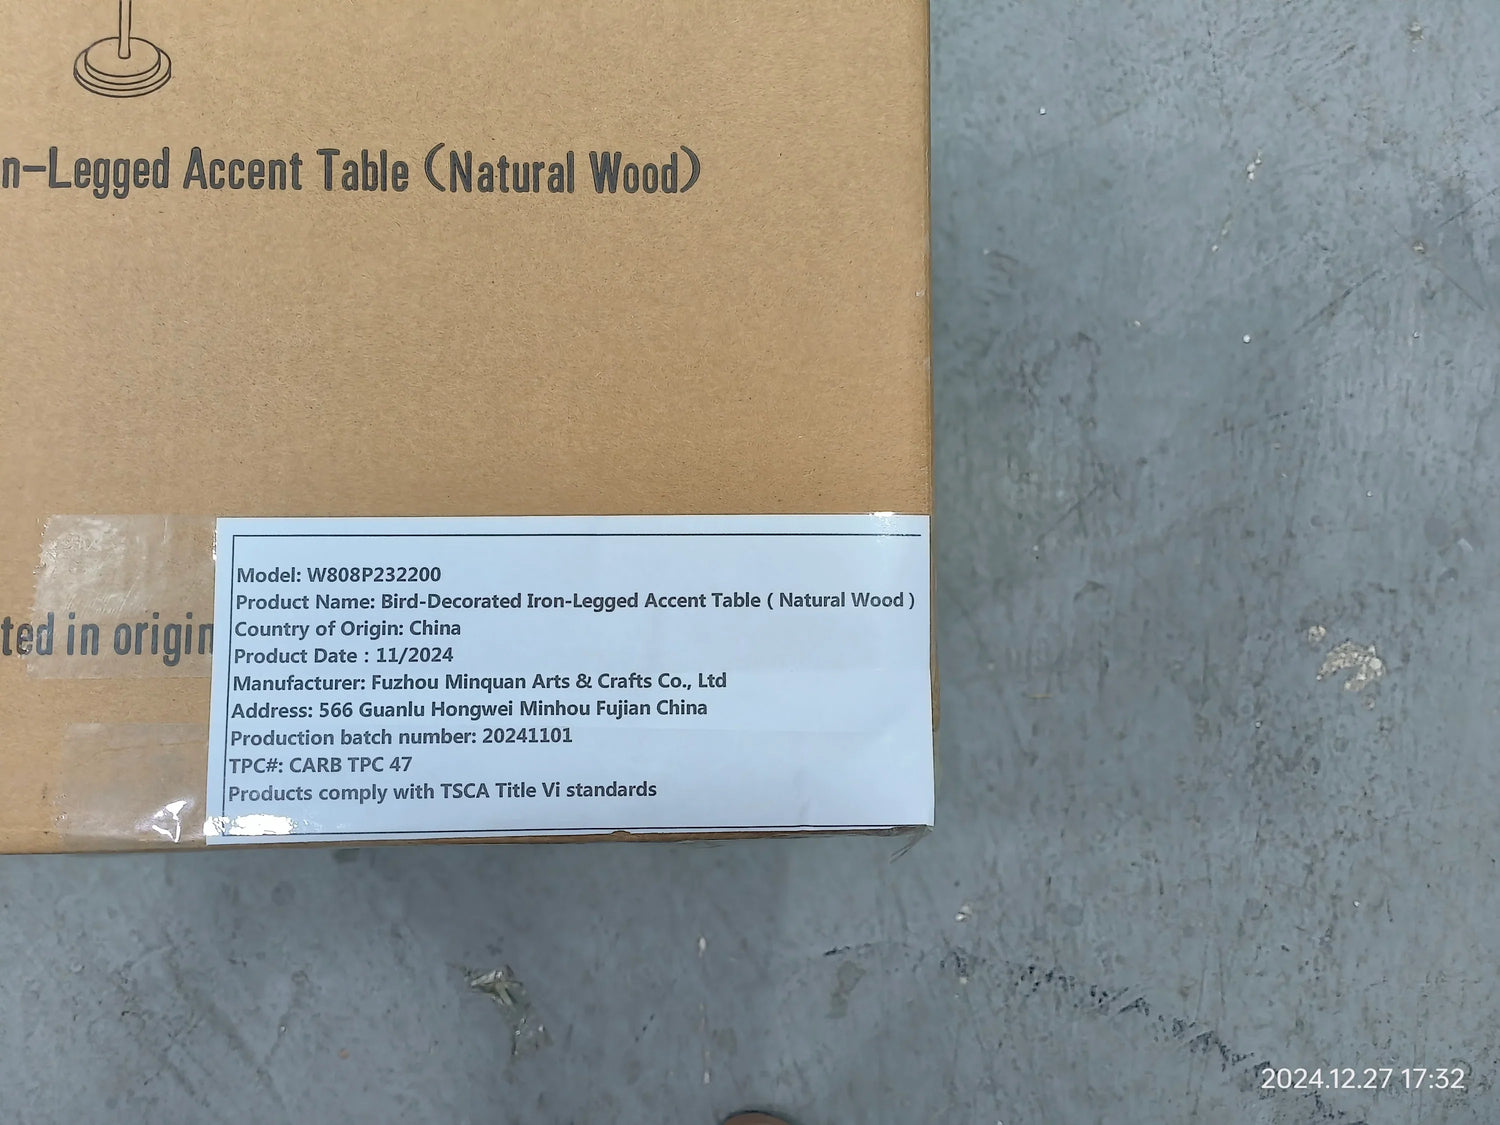 n-Legged Accent Table (Natural Wood)
ted in origin
Model: W808P232200
Product Name: Bird-Decorated Iron-Legged Accent Table ( Natural Wood )
Country of Origin: China
Product Date : 11/2024
Manufacturer: Fuzhou Minquan Arts & Crafts Co., Ltd
Address: 566 Guanlu Hongwei Minhou Fujian China
Production batch number: 20241101
TPC#: CARB TPC 47
Products comply with TSCA Title Vi standards
2024.12.27 17:32